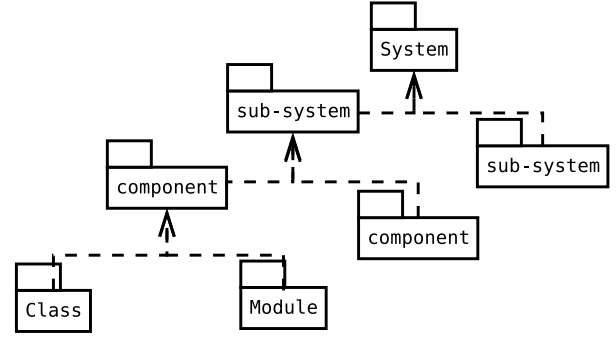 System
sub-system
sub-system
component
component
Class
Module